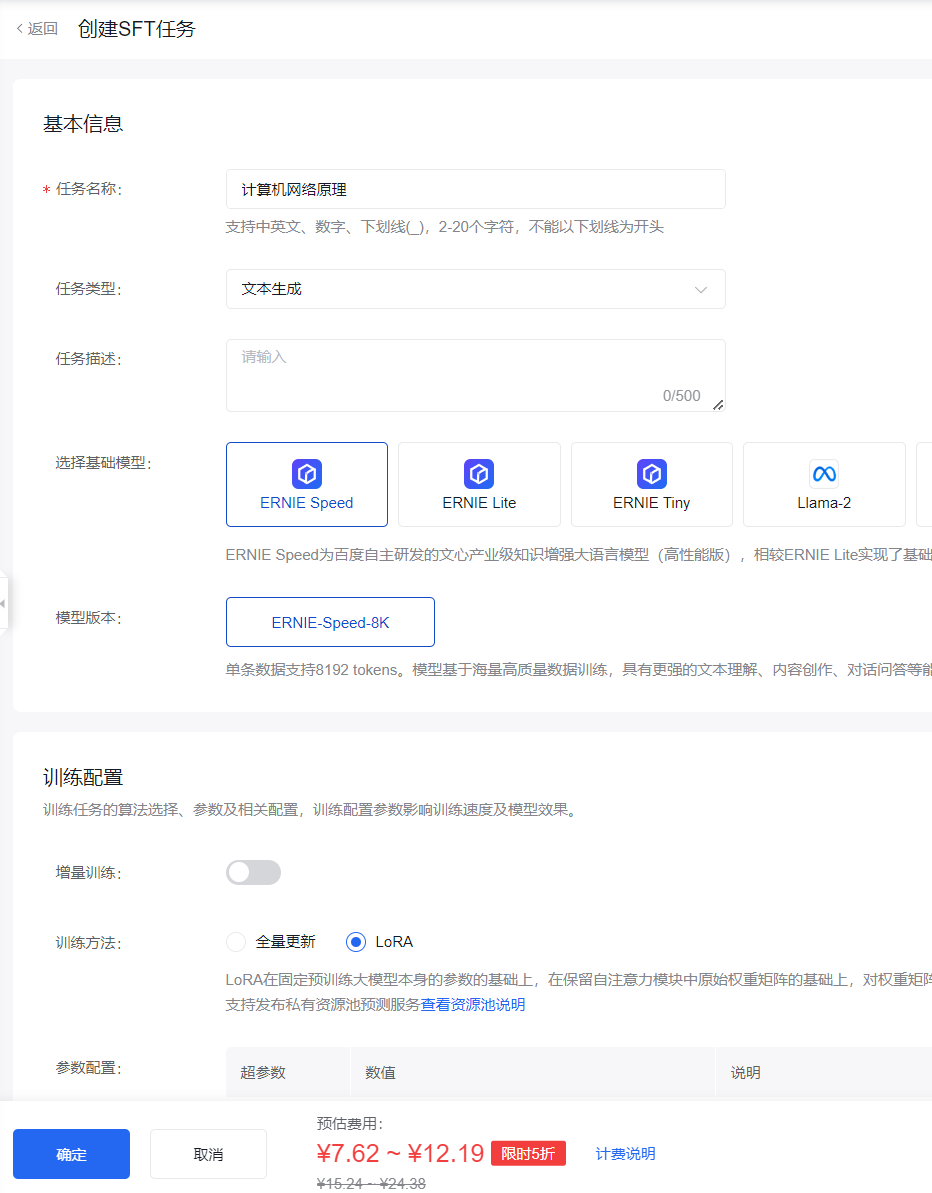 返回 创建SFT任务
基本信息
* 任务名称: 计算机网络原理
支持中英文、数字、下划线(_)，2-20个字符，不能以下划线为开头
任务类型: 文本生成
任务描述: 请输入
0/500
选择基础模型: ERNIE Speed ERNIE Lite ERNIE Tiny Llama-2
ERNIE Speed为百度自主研发的文心产业级知识增强大语言模型（高性能版），相较ERNIE Lite实现了基础
模型版本: ERNIE-Speed-8K
单条数据支持8192 tokens。模型基于海量高质量数据训练，具有更强的文本理解、内容创作、对话问答等能
训练配置
训练任务的算法选择、参数及相关配置，训练配置参数影响训练速度及模型效果。
增量训练:
训练方法: 全量更新 LoRA
LoRA在固定预训练大模型本身的参数的基础上，在保留自注意力模块中原始权重矩阵的基础上，对权重矩阵
支持发布私有资源池预测服务查看资源池说明
参数配置: 超参数 数值 说明
预估费用:
确定 取消 ¥7.62 ~ ¥12.19 限时5折 计费说明
¥15.24 ~ ¥24.38